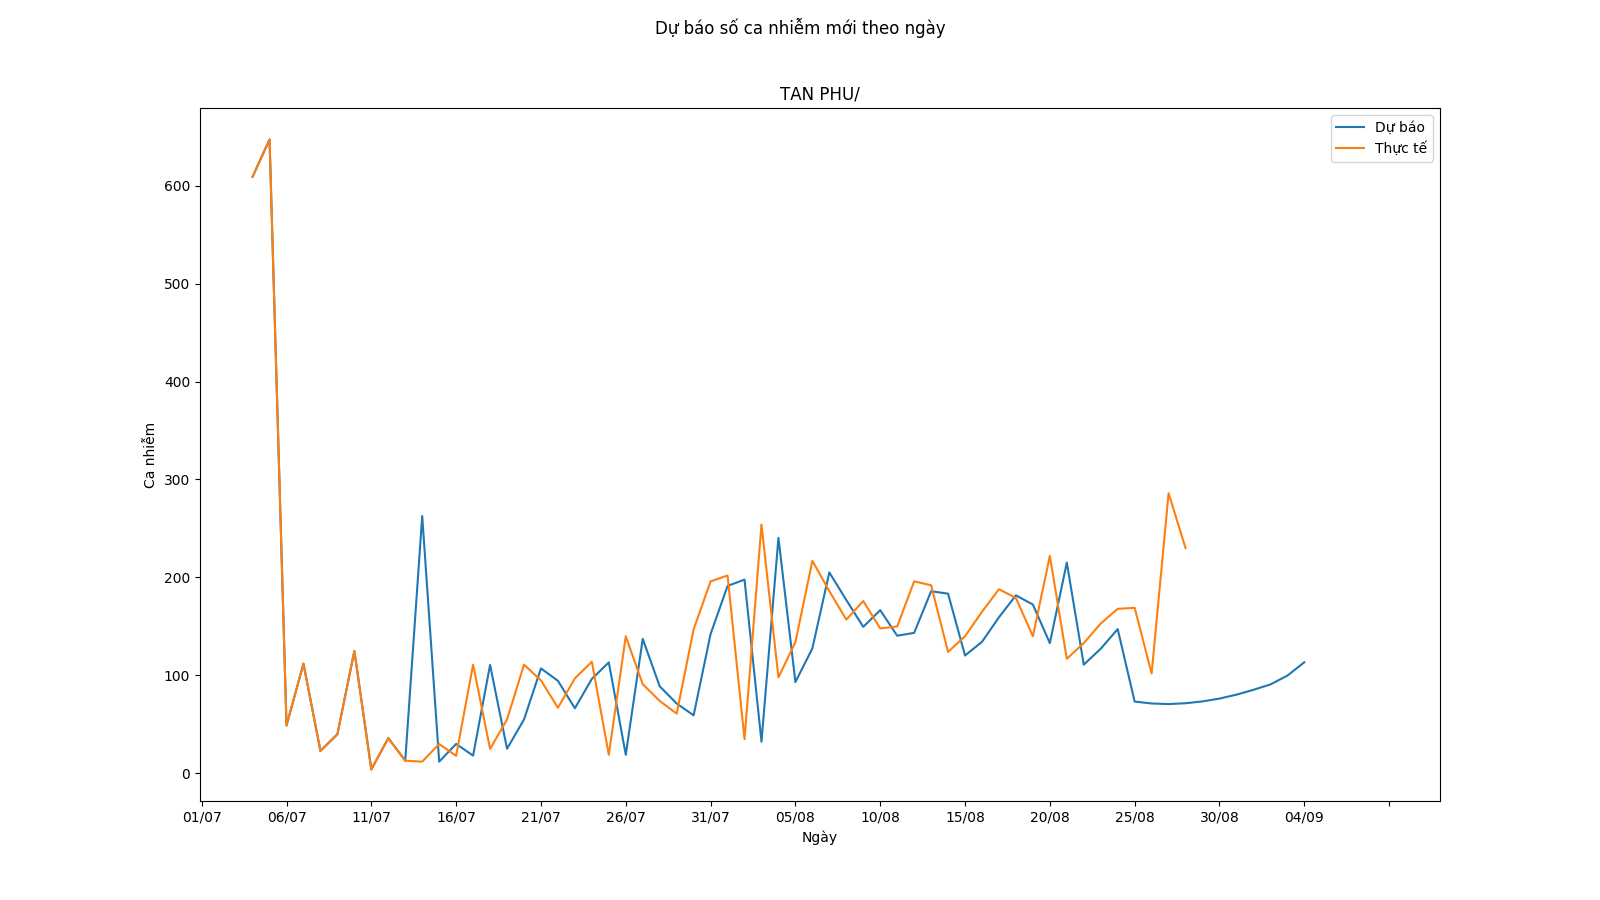 Dự báo số ca nhiễm mới theo ngày
TAN PHU/
Dự báo
Thực tế
Ca nhiễm
600
500
400
300
200
100
0
01/07 06/07 11/07 16/07 21/07 26/07 31/07 05/08 10/08 15/08 20/08 25/08 30/08 04/09
Ngày